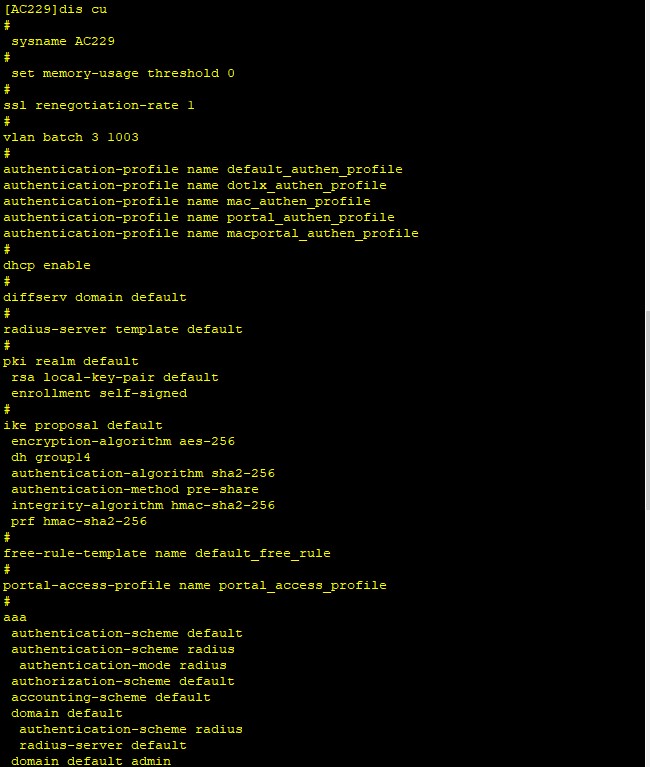 [AC229]dis cu
#
sysname AC229
#
set memory-usage threshold 0
#
ssl renegotiation-rate 1
#
vlan batch 3 1003
#
authentication-profile name default_authen_profile
authentication-profile name dot1x_authen_profile
authentication-profile name mac_authen_profile
authentication-profile name portal_authen_profile
authentication-profile name macportal_authen_profile
#
dhcp enable
#
diffserv domain default
#
radius-server template default
#
pki realm default
rsa local-key-pair default
enrollment self-signed
#
ike proposal default
encryption-algorithm aes-256
dh group14
authentication-algorithm sha2-256
authentication-method pre-share
integrity-algorithm hmac-sha2-256
prf hmac-sha2-256
#
free-rule-template name default_free_rule
#
portal-access-profile name portal_access_profile
#
aaa
authentication-scheme default
authentication-scheme radius
authentication-mode radius
authorization-scheme default
accounting-scheme default
domain default
authentication-scheme radius
radius-server default
domain default_admin